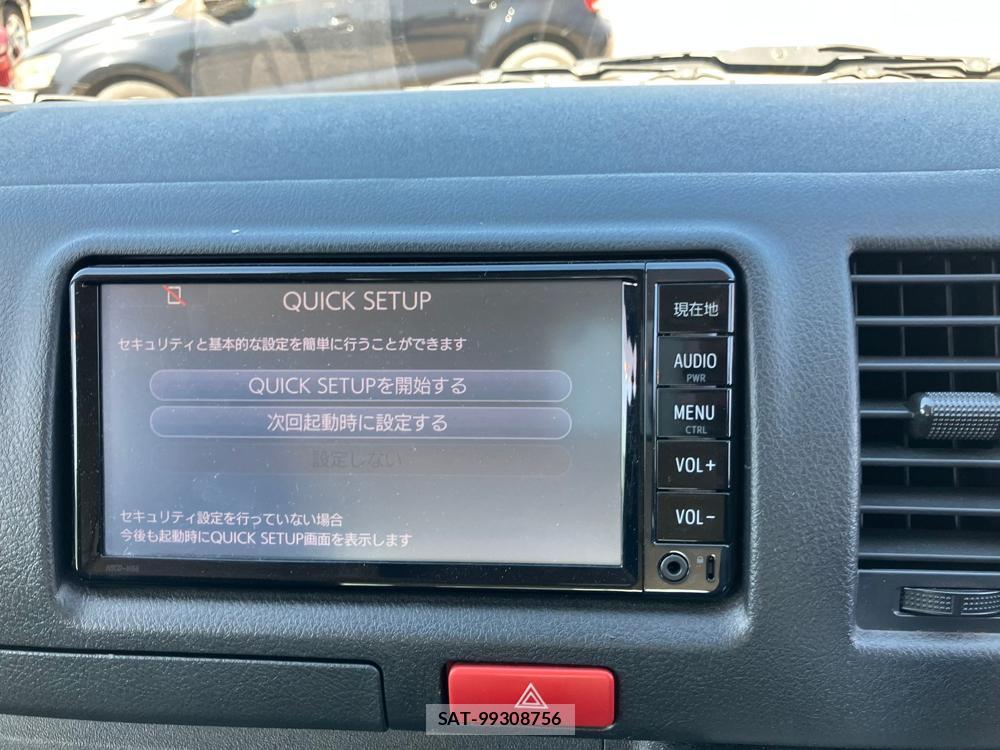 QUICK SETUP
セキュリティと基本的な設定を簡単に行うことができます
QUICK SETUPを開始する
次回起動時に設定する
設定しない
セキュリティ設定を行っていない場合
今後も起動時にQUICK SETUP画面を表示します
現在地
AUDIO
PWR
MENU
CTRL
VOL+
VOL-
SAT-99308756